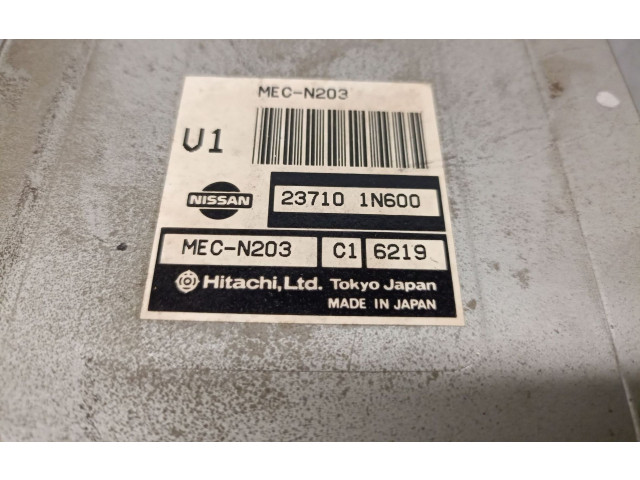 MEC-N203
V1
NISSAN
23710 1N600
MEC-N203 C1 6219
Hitachi, Ltd. Tokyo Japan
MADE IN JAPAN